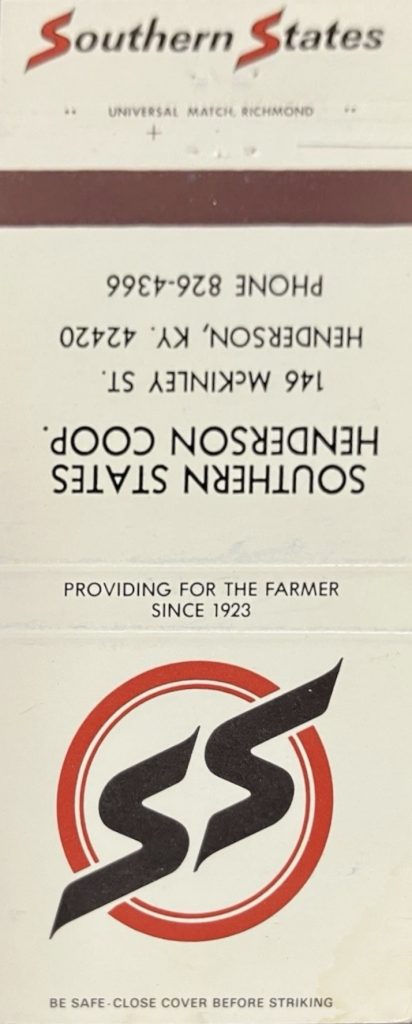 Southern States
UNIVERSAL MATCH, RICHMOND
SOUTHERN STATES
HENDERSON COOP.
146 McKINLEY ST.
HENDERSON, KY. 42420
PHONE 826-4366
PROVIDING FOR THE FARMER
SINCE 1923
SS
BE SAFE-CLOSE COVER BEFORE STRIKING